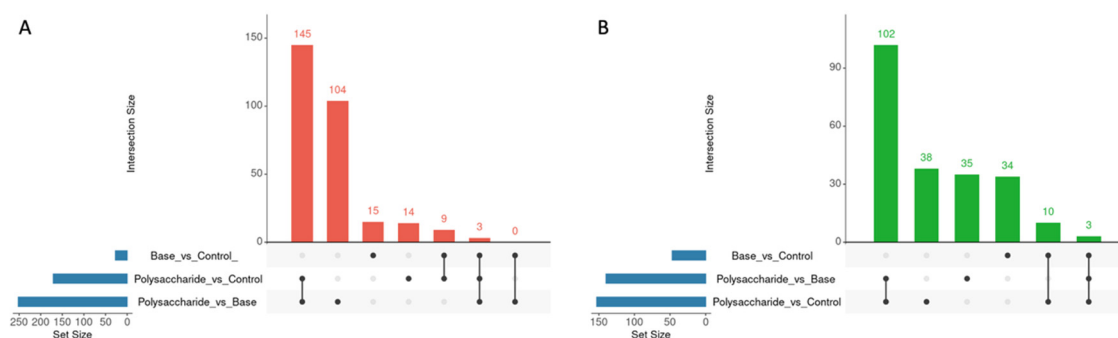 A
Intersection Size
150
100
50
0
145
104
15
14
9
3
0
Base_vs_Control_
Polysaccharide_vs_Control
Polysaccharide_vs_Base
250 200 150 100 50 0
Set Size
B
Intersection Size
90
60
30
0
102
38
35
34
10
3
Base_vs_Control
Polysaccharide_vs_Base
Polysaccharide_vs_Control
150 100 50 0
Set Size